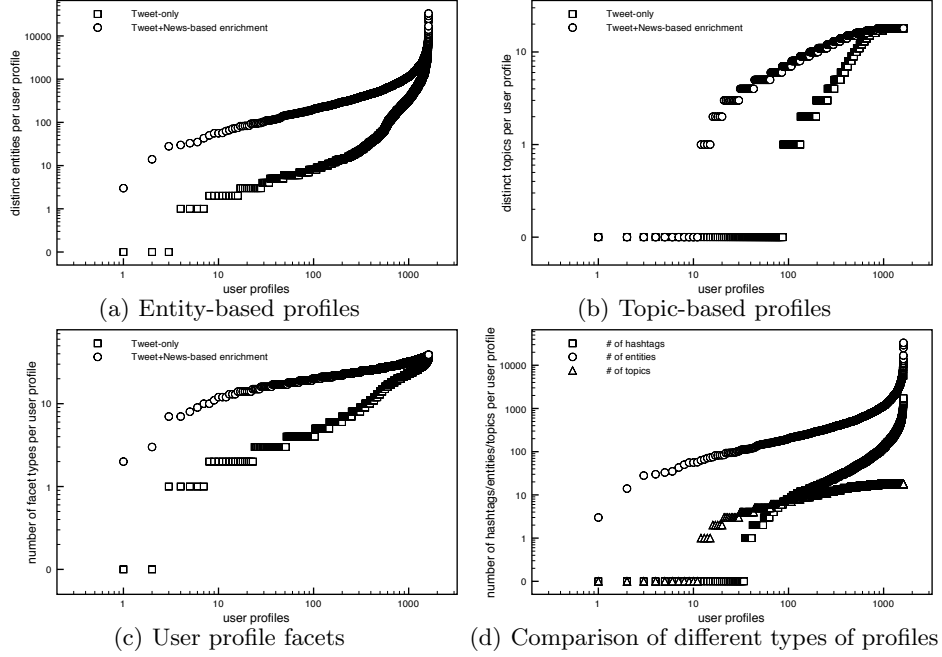 Tweet-only
Tweet+News-based enrichment
distinct entities per user profile
10000
1000
100
10
1
0
1 10 100 1000
user profiles
(a) Entity-based profiles
Tweet-only
Tweet+News-based enrichment
distinct topics per user profile
10
1
0
1 10 100 1000
user profiles
(b) Topic-based profiles
Tweet-only
Tweet+News-based enrichment
number of facet types per user profile
10
1
0
1 10 100 1000
user profiles
(c) User profile facets
# of hashtags
# of entities
# of topics
number of hashtags/entities/topics per user profile
10000
1000
100
10
1
0
1 10 100 1000
user profiles
(d) Comparison of different types of profiles